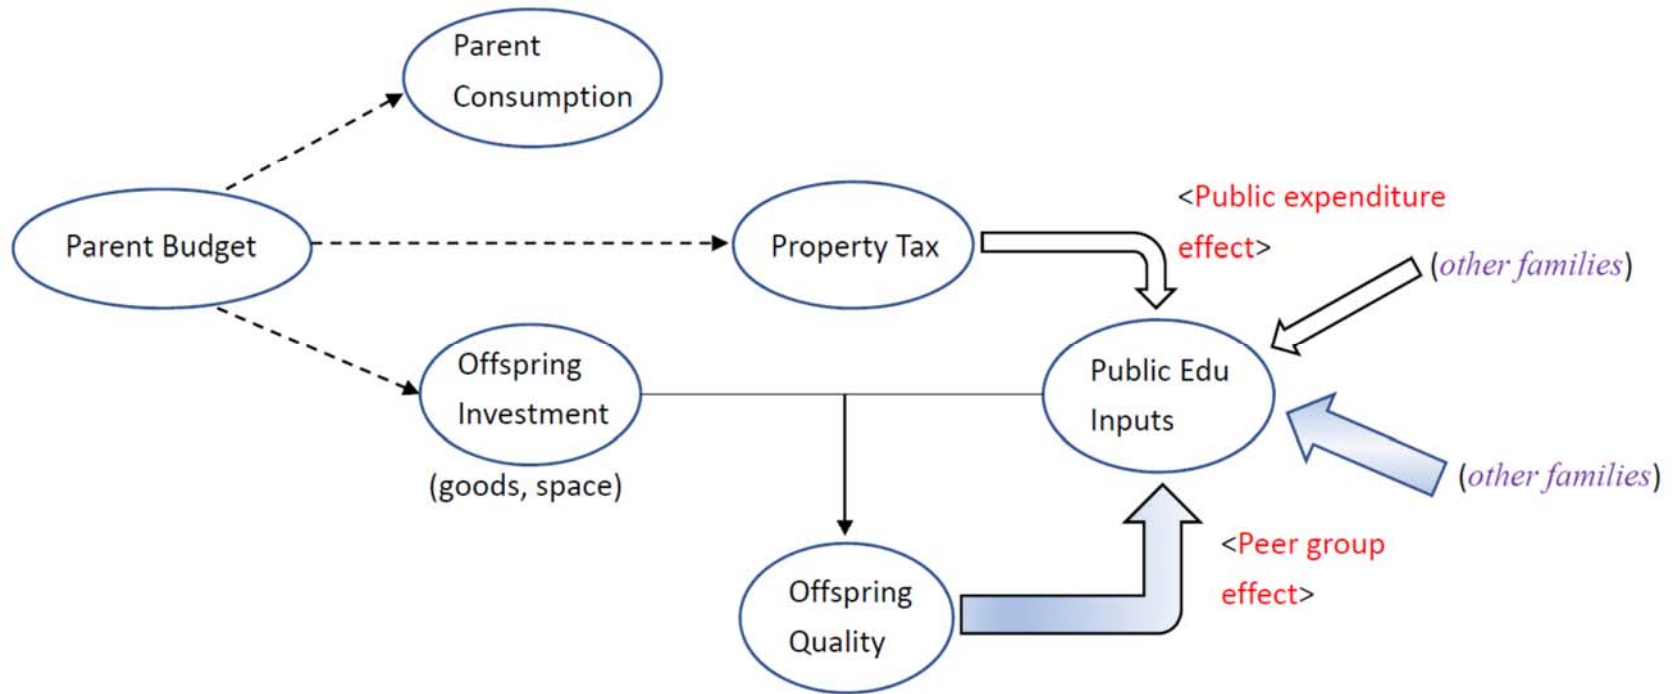 Parent
Consumption
Parent Budget
Property Tax
<Public expenditure
effect>
(other families)
Offspring
Investment
(goods, space)
Public Edu
Inputs
(other families)
Offspring
Quality
<Peer group
effect>